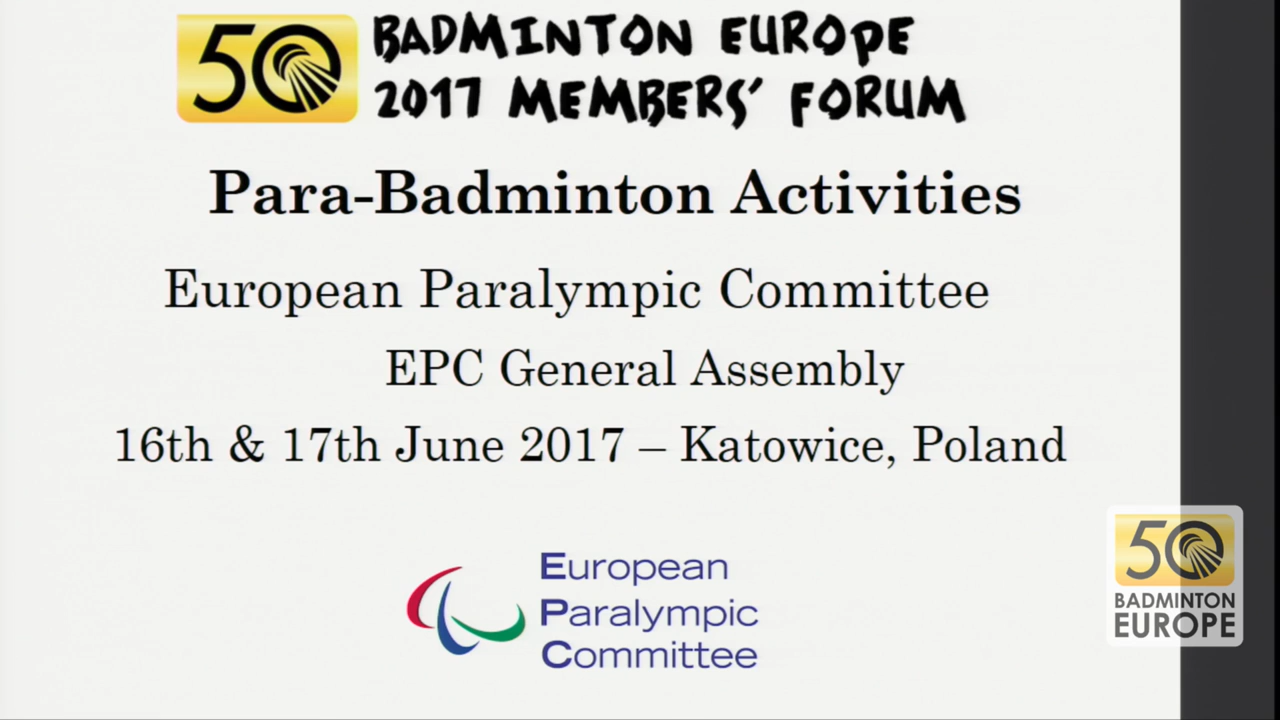 50 BADMINTON EUROPE
2017 MEMBERS' FORUM
Para-Badminton Activities
European Paralympic Committee
EPC General Assembly
16th & 17th June 2017 – Katowice, Poland
European
Paralympic
Committee
50
BADMINTON
EUROPE